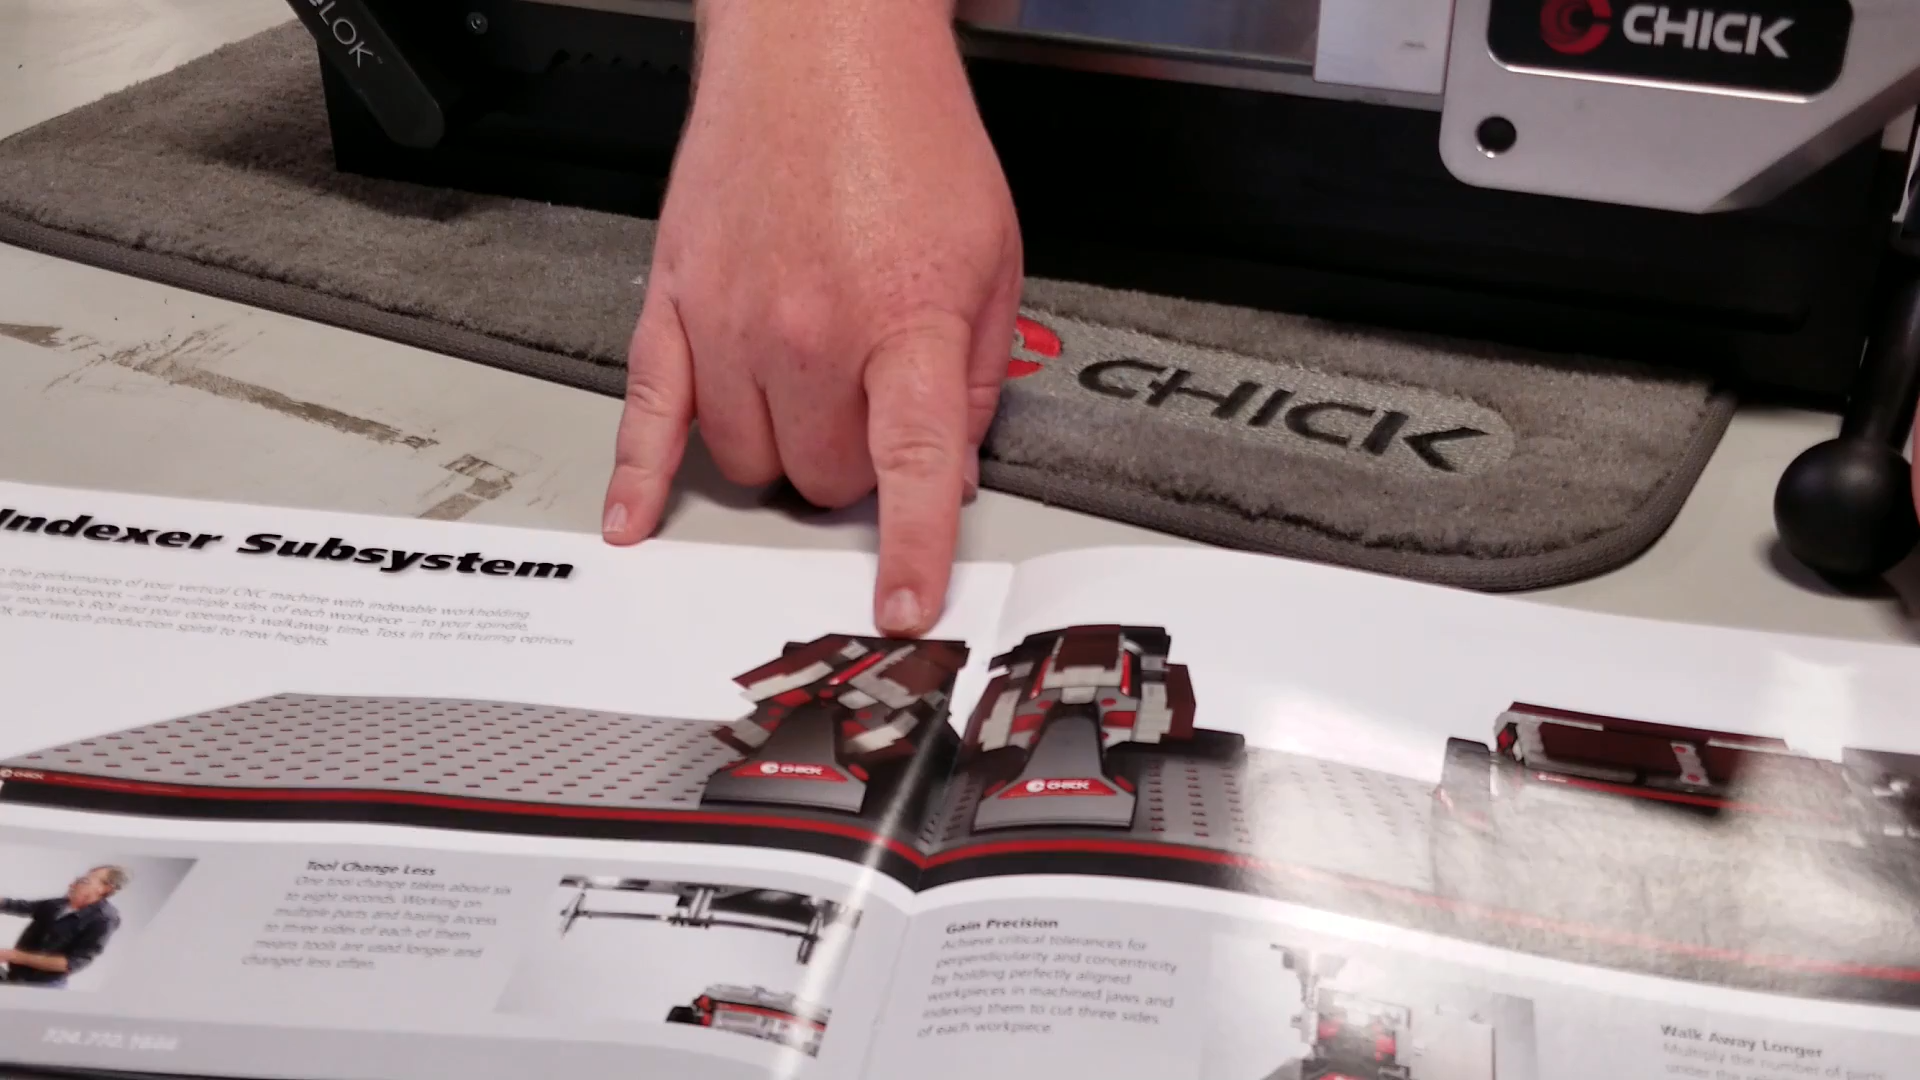 LOK™
CHICK
CHICK
Indexer Subsystem
the performance of your vertical CNC machine with indexable workholding
multiple workpieces – and multiple sides of each workpiece – to your spindle.
machine's ROI and your operator's walkaway time. Toss in the fixturing options
and watch production spiral to new heights.
CHICK
CHICK
CHICK
Tool Change Less
One tool change takes about six
to eight seconds. Working on
multiple parts and having access
to three sides of each of them
means tools are used longer and
changed less often.
Gain Precision
Achieve critical tolerances for
perpendicularity and concentricity
by holding perfectly aligned
workpieces in machined jaws and
indexing them to cut three sides
of each workpiece.
Walk Away Longer
Multiply the number of parts
under the